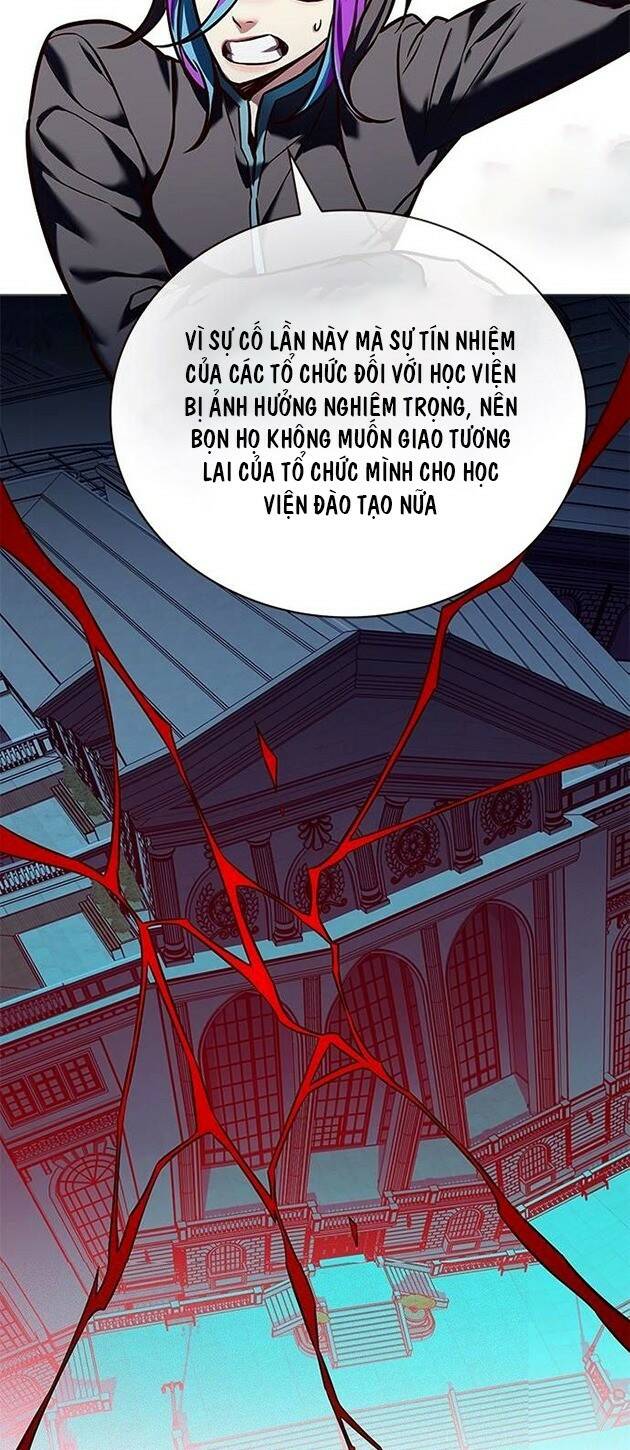 VÌ SỰ CỐ LẦN NÀY MÀ SỰ TÍN NHIỆM
CỦA CÁC TỔ CHỨC ĐỐI VỚI HỌC VIỆN
BỊ ẢNH HƯỞNG NGHIÊM TRỌNG, NÊN
BỌN HỌ KHÔNG MUỐN GIAO TƯƠNG
LAI CỦA TỔ CHỨC MÌNH CHO HỌC
VIỆN ĐÀO TẠO NỮA